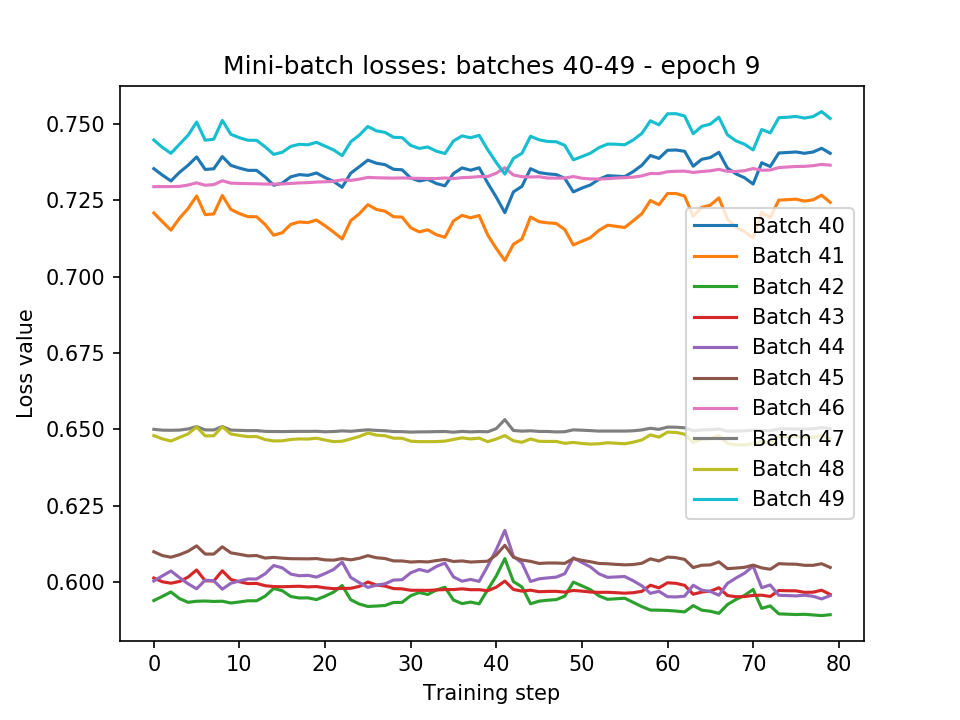 Mini-batch losses: batches 40-49 - epoch 9
0.750
0.725
0.700
0.675
0.650
0.625
0.600
Loss value
0 10 20 30 40 50 60 70 80
Training step
Batch 40
Batch 41
Batch 42
Batch 43
Batch 44
Batch 45
Batch 46
Batch 47
Batch 48
Batch 49